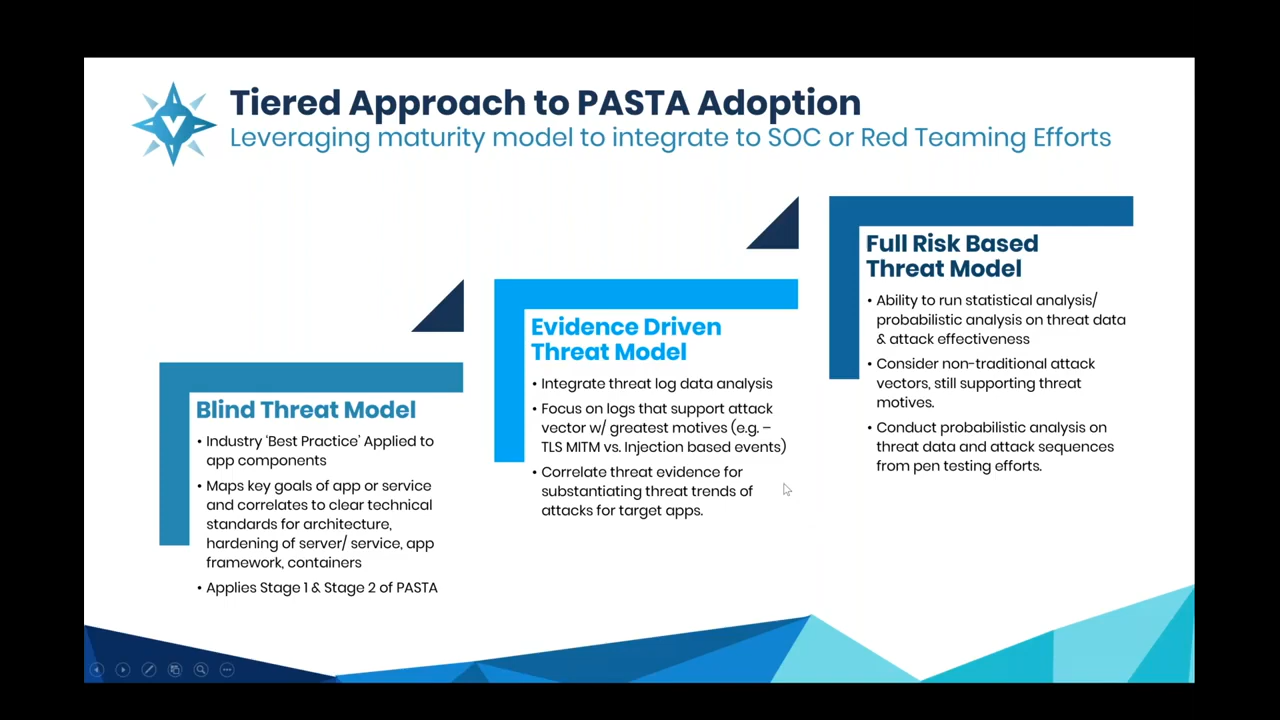 Tiered Approach to PASTA Adoption
Leveraging maturity model to integrate to SOC or Red Teaming Efforts
Blind Threat Model
• Industry ‘Best Practice’ Applied to
app components
• Maps key goals of app or service
and correlates to clear technical
standards for architecture,
hardening of server/ service, app
framework, containers
• Applies Stage 1 & Stage 2 of PASTA
Evidence Driven
Threat Model
• Integrate threat log data analysis
• Focus on logs that support attack
vector w/ greatest motives (e.g. –
TLS MITM vs. Injection based events)
• Correlate threat evidence for
substantiating threat trends of
attacks for target apps.
Full Risk Based
Threat Model
• Ability to run statistical analysis/
probabilistic analysis on threat data
& attack effectiveness
• Consider non-traditional attack
vectors, still supporting threat
motives.
• Conduct probabilistic analysis on
threat data and attack sequences
from pen testing efforts.